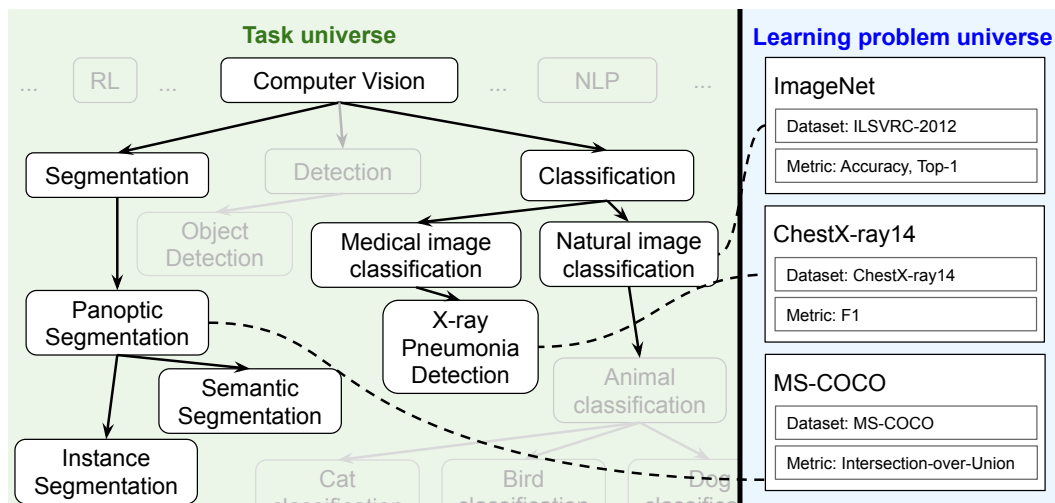 Task universe
Learning problem universe
...
RL
...
Computer Vision
...
NLP
...
Segmentation
Detection
Classification
Object
Detection
Medical image
classification
Natural image
classification
Panoptic
Segmentation
X-ray
Pneumonia
Detection
Animal
classification
Semantic
Segmentation
Instance
Segmentation
Cat
classification
Bird
classification
Dog
ImageNet
Dataset: ILSVRC-2012
Metric: Accuracy, Top-1
ChestX-ray14
Dataset: ChestX-ray14
Metric: F1
MS-COCO
Dataset: MS-COCO
Metric: Intersection-over-Union